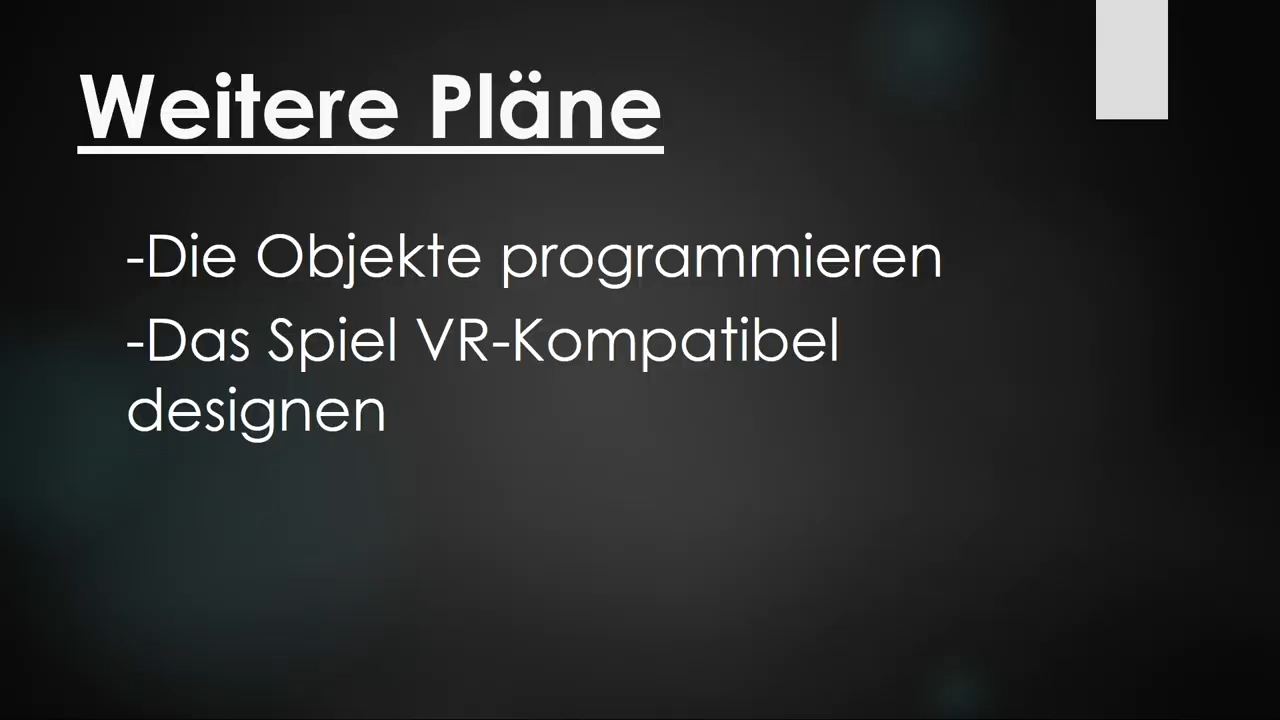 Weitere Pläne
-Die Objekte programmieren
-Das Spiel VR-Kompatibel
designen